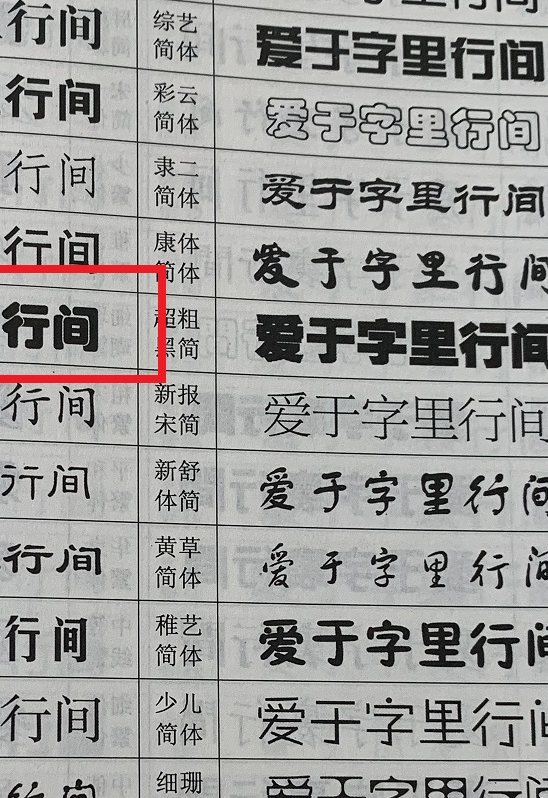 行间
综艺
简体
爱于字里行间
行间
彩云
简体
爱于字里行间
行间
隶二
简体
爱于字里行间
行间
康体
简体
爱于字里行间
行间
超粗
黑简
爱于字里行间
行间
新报
宋简
爱于字里行间
行间
新舒
体简
爱于字里行间
行间
黄草
简体
爱于字里行间
行间
稚艺
简体
爱于字里行间
行间
少儿
简体
爱于字里行间
细珊